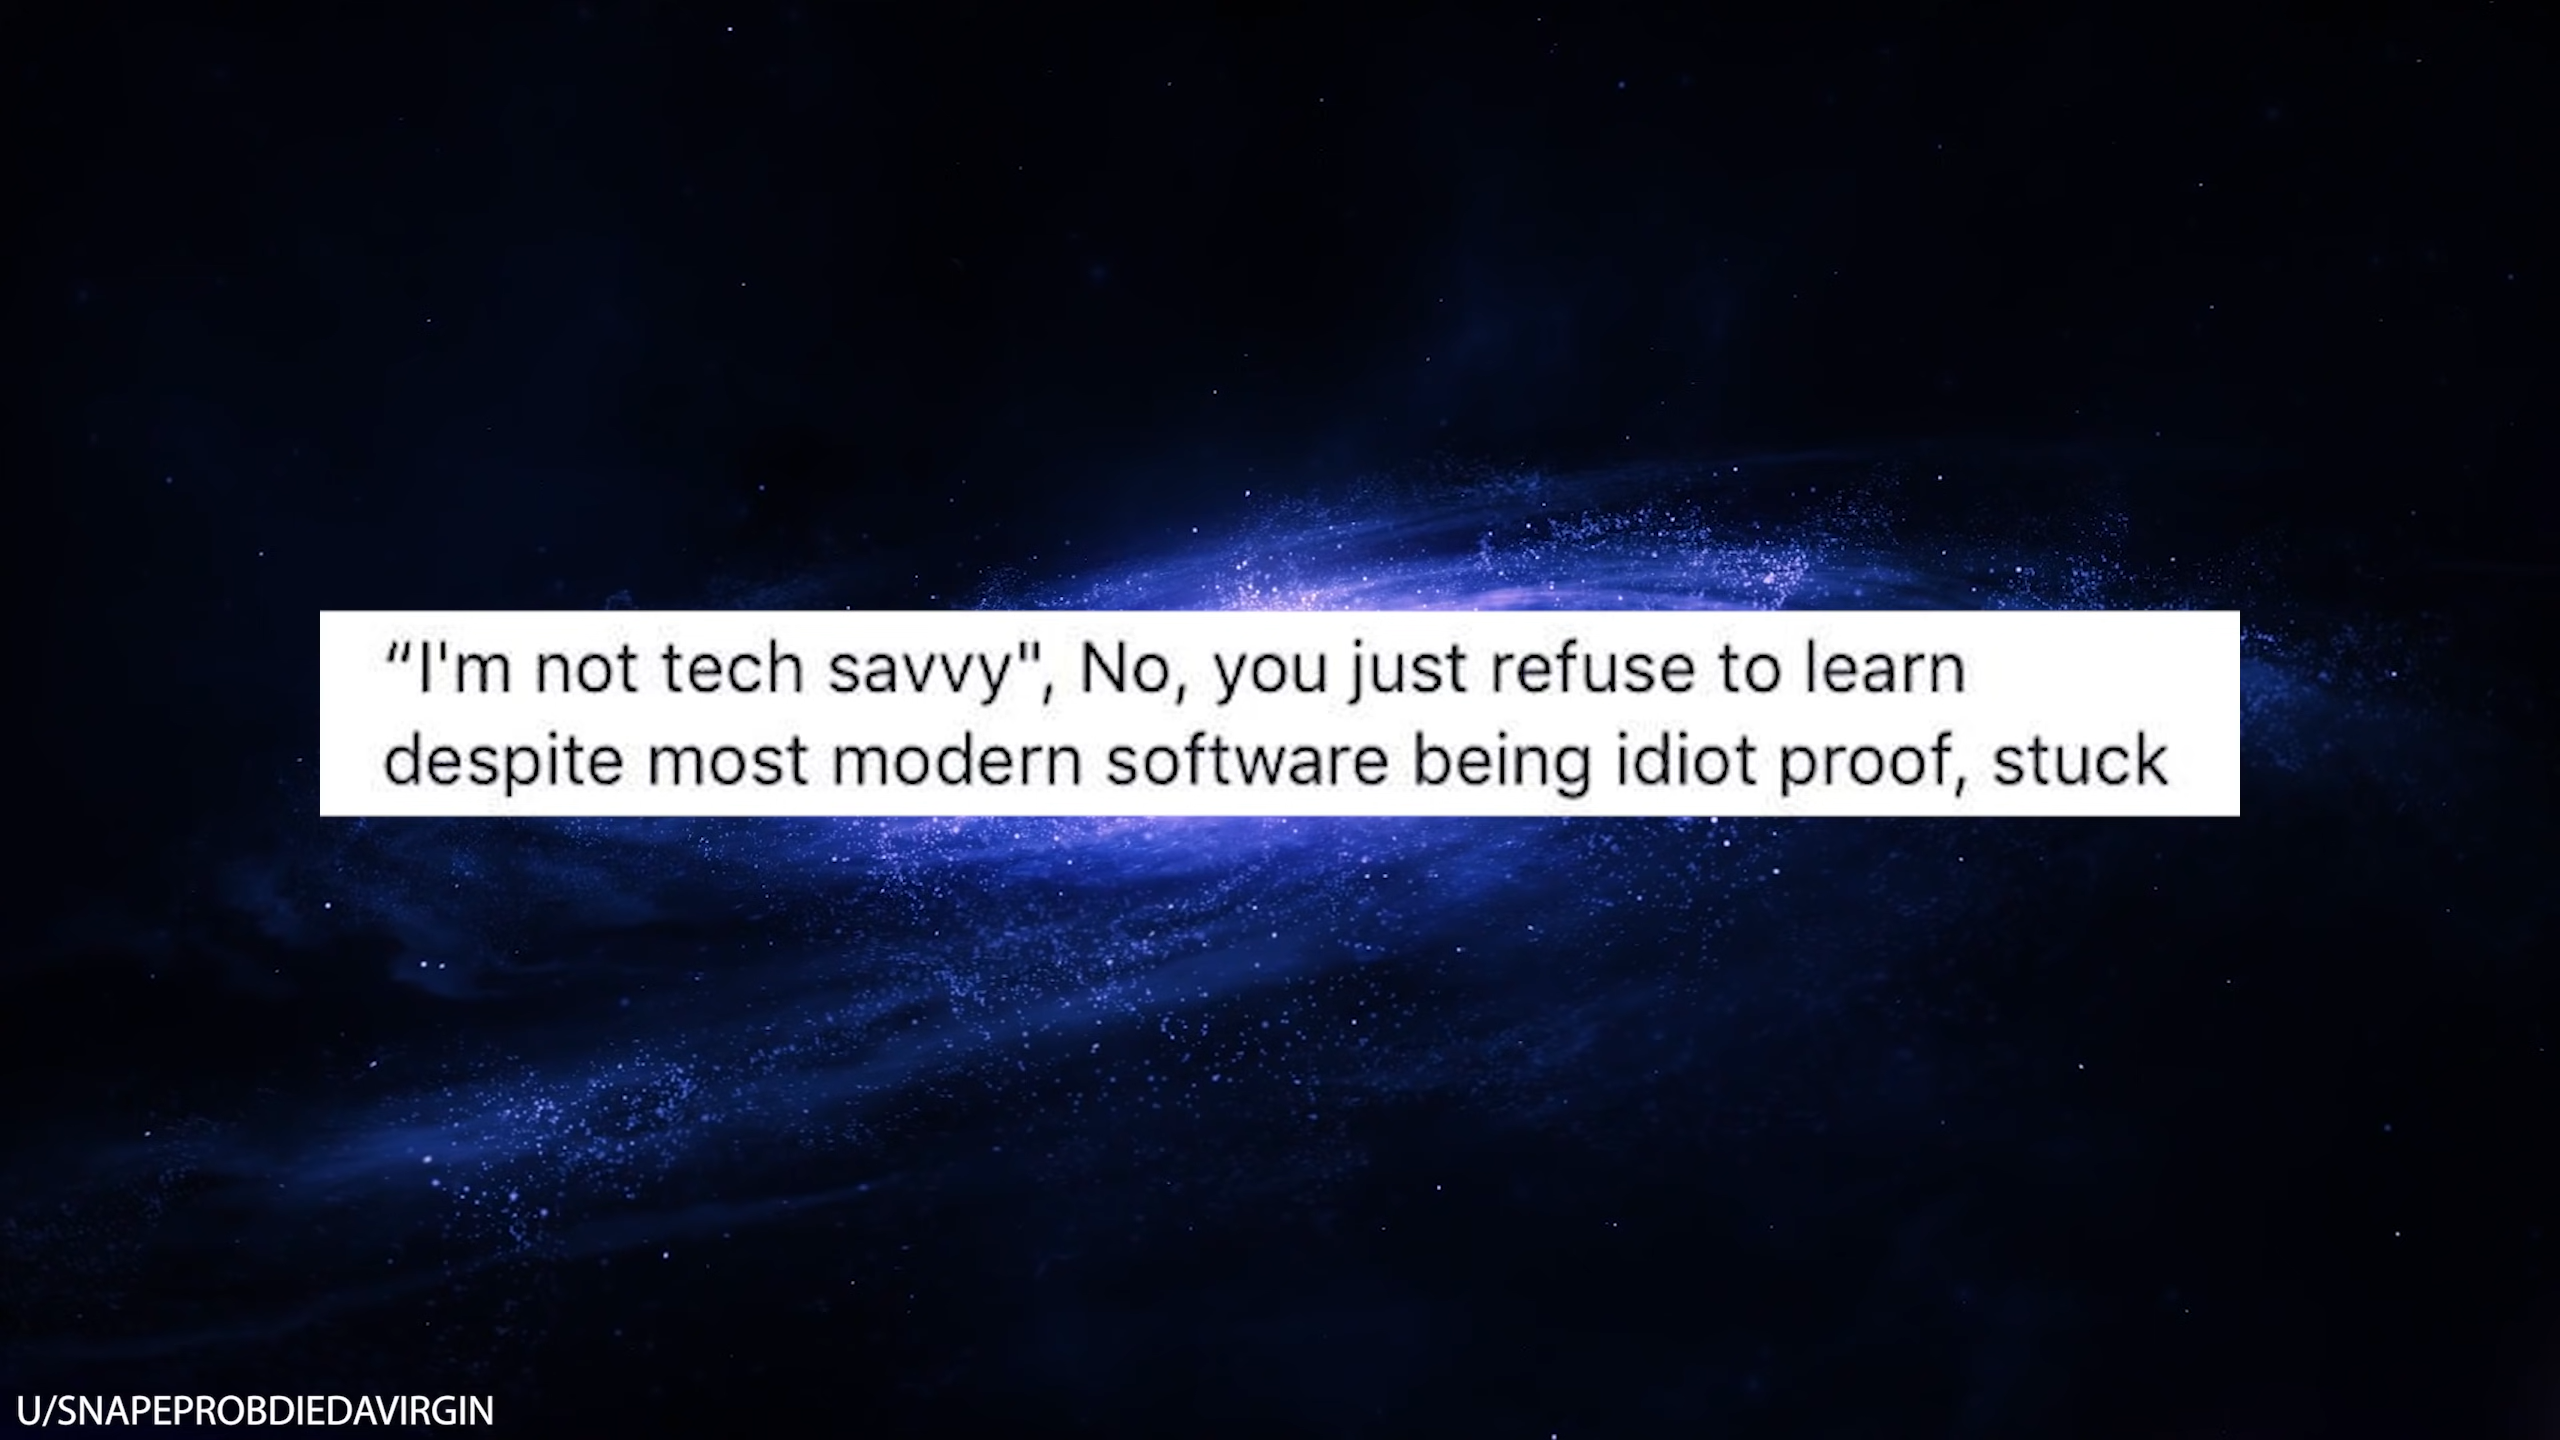 “I'm not tech savvy", No, you just refuse to learn
despite most modern software being idiot proof, stuck
U/SNAPEPROBDIEDAVIRGIN